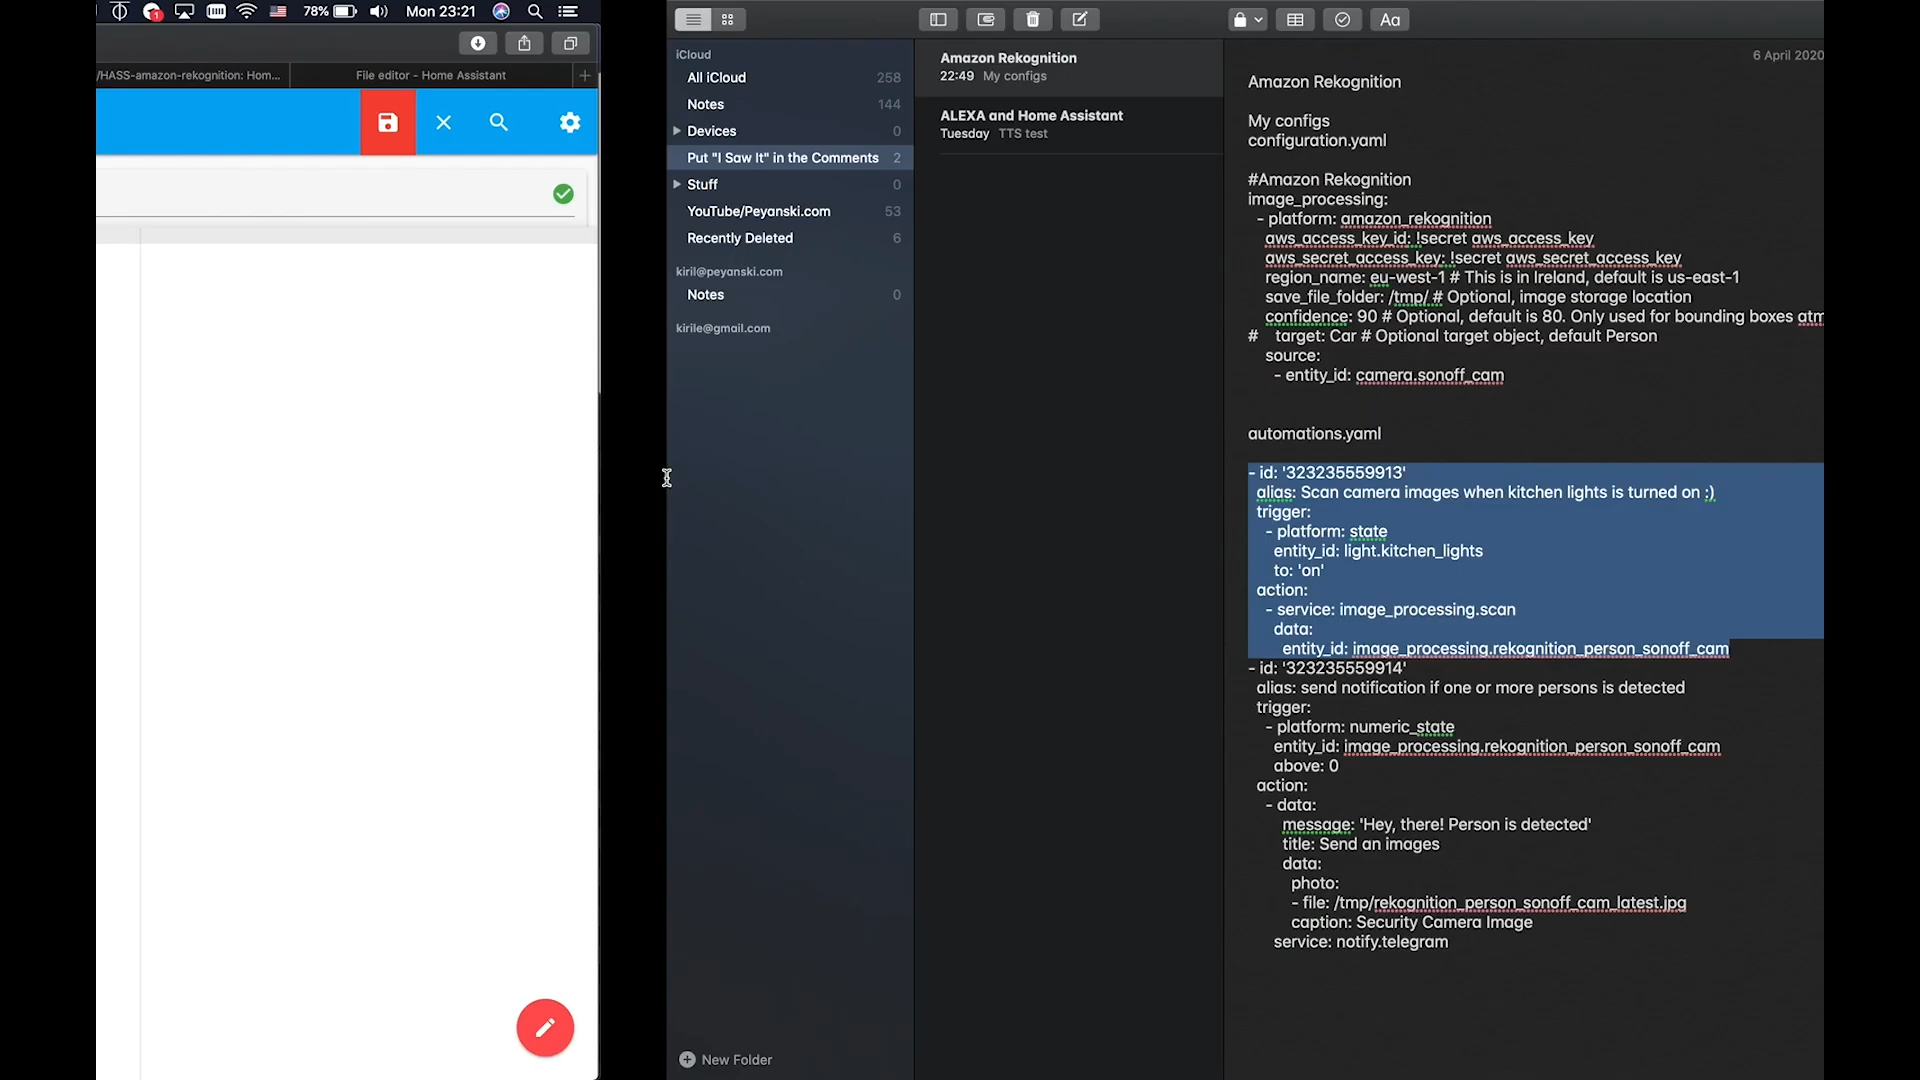 1
78%
Mon 23:21
/HASS-amazon-rekognition: Hom...
File editor - Home Assistant
iCloud
All iCloud 258
Notes 144
Devices 0
Put "I Saw It" in the Comments 2
Stuff 0
YouTube/Peyanski.com 53
Recently Deleted 6
kiril@peyanski.com
Notes 0
kirile@gmail.com
New Folder
Amazon Rekognition
22:49 My configs
ALEXA and Home Assistant
Tuesday TTS test
Aa
6 April 2020
Amazon Rekognition
My configs
configuration.yaml
#Amazon Rekognition
image_processing:
- platform: amazon_rekognition
aws_access_key_id: !secret aws_access_key
aws_secret_access_key: !secret aws_secret_access_key
region_name: eu-west-1 # This is in Ireland, default is us-east-1
save_file_folder: /tmp/ # Optional, image storage location
confidence: 90 # Optional, default is 80. Only used for bounding boxes atm
# target: Car # Optional target object, default Person
source:
- entity_id: camera.sonoff_cam
automations.yaml
- id: '323235559913'
alias: Scan camera images when kitchen lights is turned on :)
trigger:
- platform: state
entity_id: light.kitchen_lights
to: 'on'
action:
- service: image_processing.scan
data:
entity_id: image_processing.rekognition_person_sonoff_cam
- id: '323235559914'
alias: send notification if one or more persons is detected
trigger:
- platform: numeric_state
entity_id: image_processing.rekognition_person_sonoff_cam
above: 0
action:
- data:
message: 'Hey, there! Person is detected'
title: Send an images
data:
photo:
- file: /tmp/rekognition_person_sonoff_cam_latest.jpg
caption: Security Camera Image
service: notify.telegram